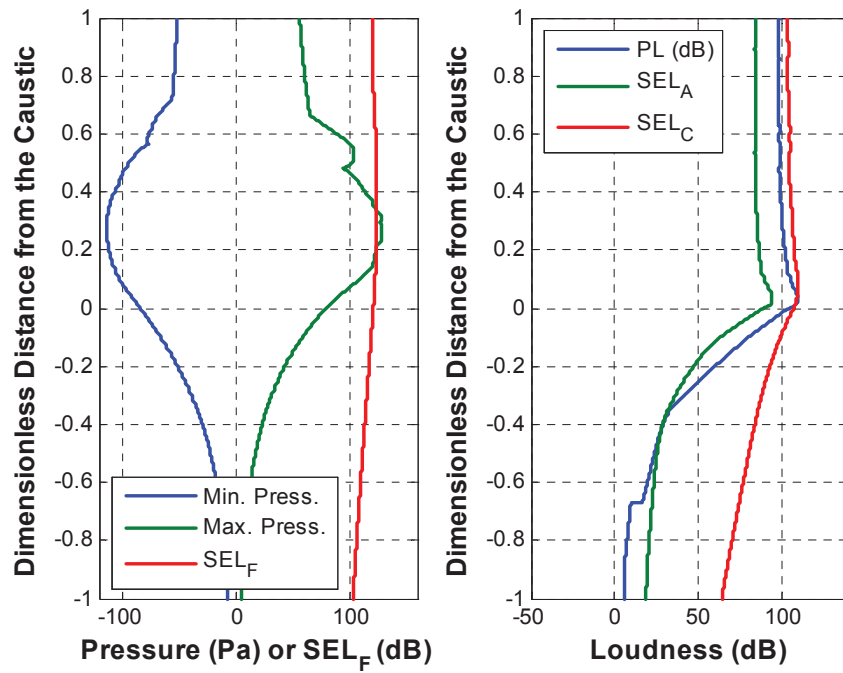 Dimensionless Distance from the Caustic
1
0.8
0.6
0.4
0.2
0
-0.2
-0.4
-0.6
-0.8
-1
Min. Press.
Max. Press.
SEL_F
-100
0
100
Pressure (Pa) or SEL_F (dB)
Dimensionless Distance from the Caustic
1
0.8
0.6
0.4
0.2
0
-0.2
-0.4
-0.6
-0.8
-1
PL (dB)
SEL_A
SEL_C
-50
0
50
100
Loudness (dB)